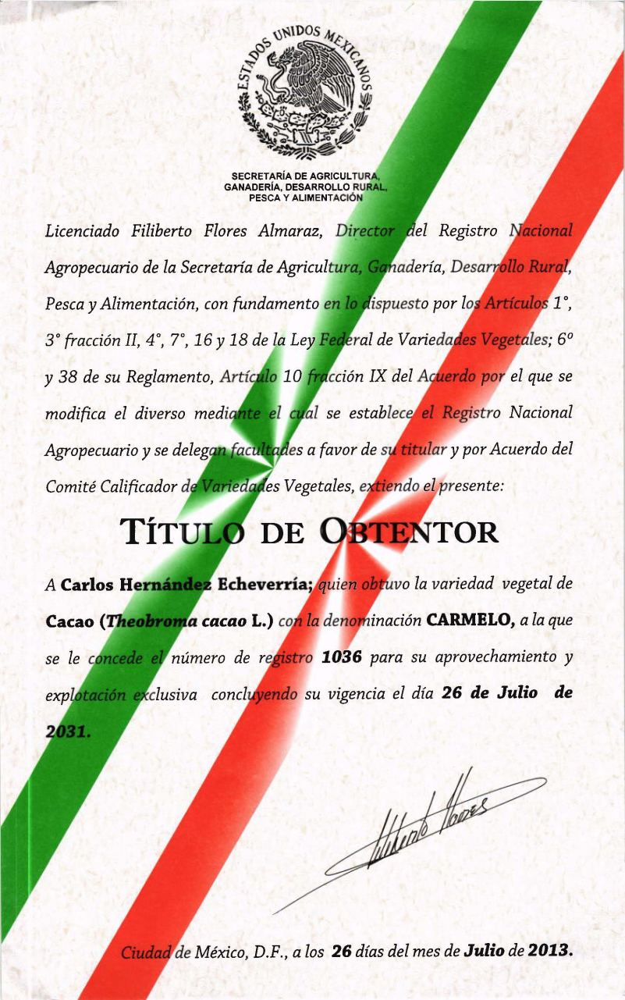 ESTADOS UNIDOS MEXICANOS
SECRETARÍA DE AGRICULTURA,
GANADERÍA, DESARROLLO RURAL,
PESCA Y ALIMENTACIÓN
Licenciado Filiberto Flores Almaraz, Director del Registro Nacional
Agropecuario de la Secretaría de Agricultura, Ganadería, Desarrollo Rural,
Pesca y Alimentación, con fundamento en lo dispuesto por los Artículos 1°,
3° fracción II, 4°, 7°, 16 y 18 de la Ley Federal de Variedades Vegetales; 6º
y 38 de su Reglamento, Artículo 10 fracción IX del Acuerdo por el que se
modifica el diverso mediante el cual se establece el Registro Nacional
Agropecuario y se delegan facultades a favor de su titular y por Acuerdo del
Comité Calificador de Variedades Vegetales, extiendo el presente:
TÍTULO DE OBTENTOR
A Carlos Hernández Echeverría; quien obtuvo la variedad vegetal de
Cacao (Theobroma cacao L.) con la denominación CARMELO, a la que
se le concede el número de registro 1036 para su aprovechamiento y
explotación exclusiva concluyendo su vigencia el día 26 de Julio de
2031.
Filiberto Flores
Ciudad de México, D.F., a los 26 días del mes de Julio de 2013.